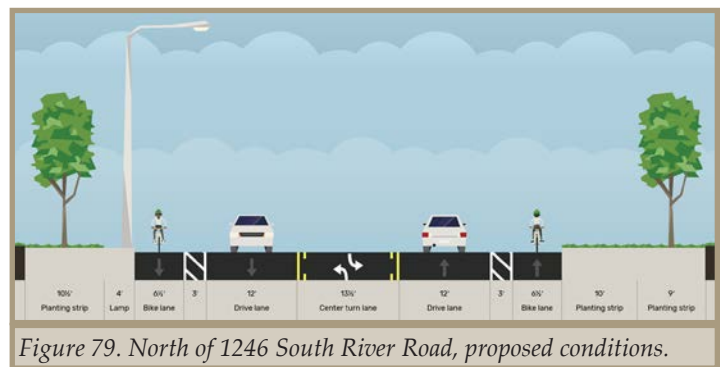 10½' 4' 6½' 3' 12' 13½' 12' 3' 6½' 10' 9'
Planting strip Lamp Bike lane Drive lane Center turn lane Drive lane Bike lane Planting strip Planting strip
Figure 79. North of 1246 South River Road, proposed conditions.